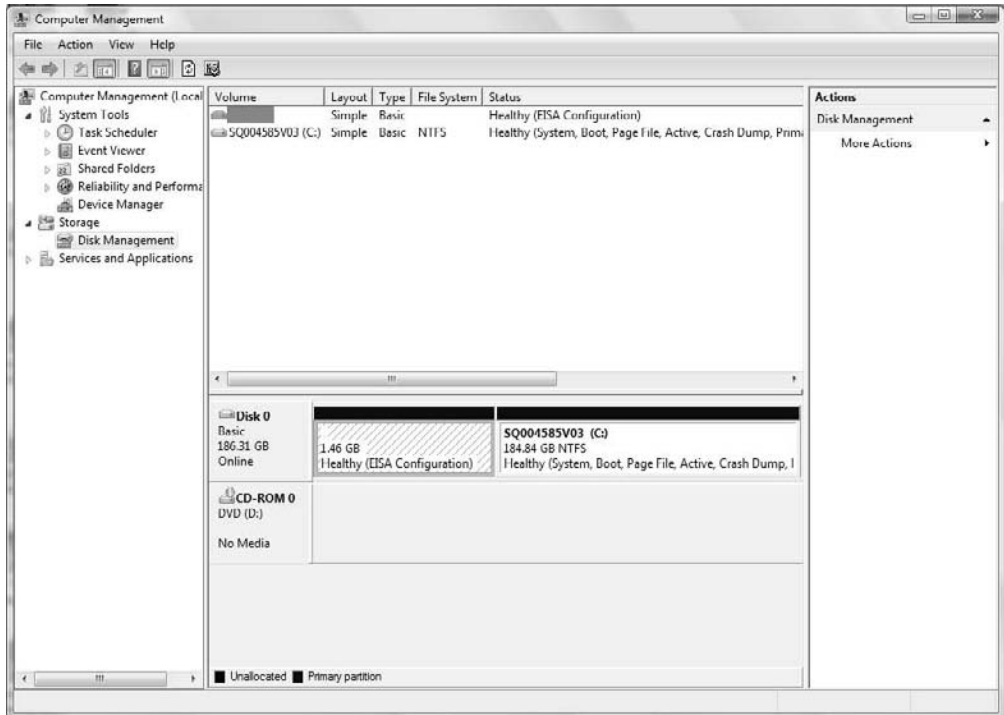 Computer Management
File Action View Help
Computer Management (Local
System Tools
Task Scheduler
Event Viewer
Shared Folders
Reliability and Performa
Device Manager
Storage
Disk Management
Services and Applications
Volume Layout Type File System Status
Simple Basic Healthy (EISA Configuration)
SQ004585V03 (C:) Simple Basic NTFS Healthy (System, Boot, Page File, Active, Crash Dump, Prima
Actions
Disk Management
More Actions
Disk 0
Basic
186.31 GB
Online
1.46 GB
Healthy (EISA Configuration)
SQ004585V03 (C:)
184.84 GB NTFS
Healthy (System, Boot, Page File, Active, Crash Dump, 
CD-ROM 0
DVD (D:)
No Media
Unallocated Primary partition